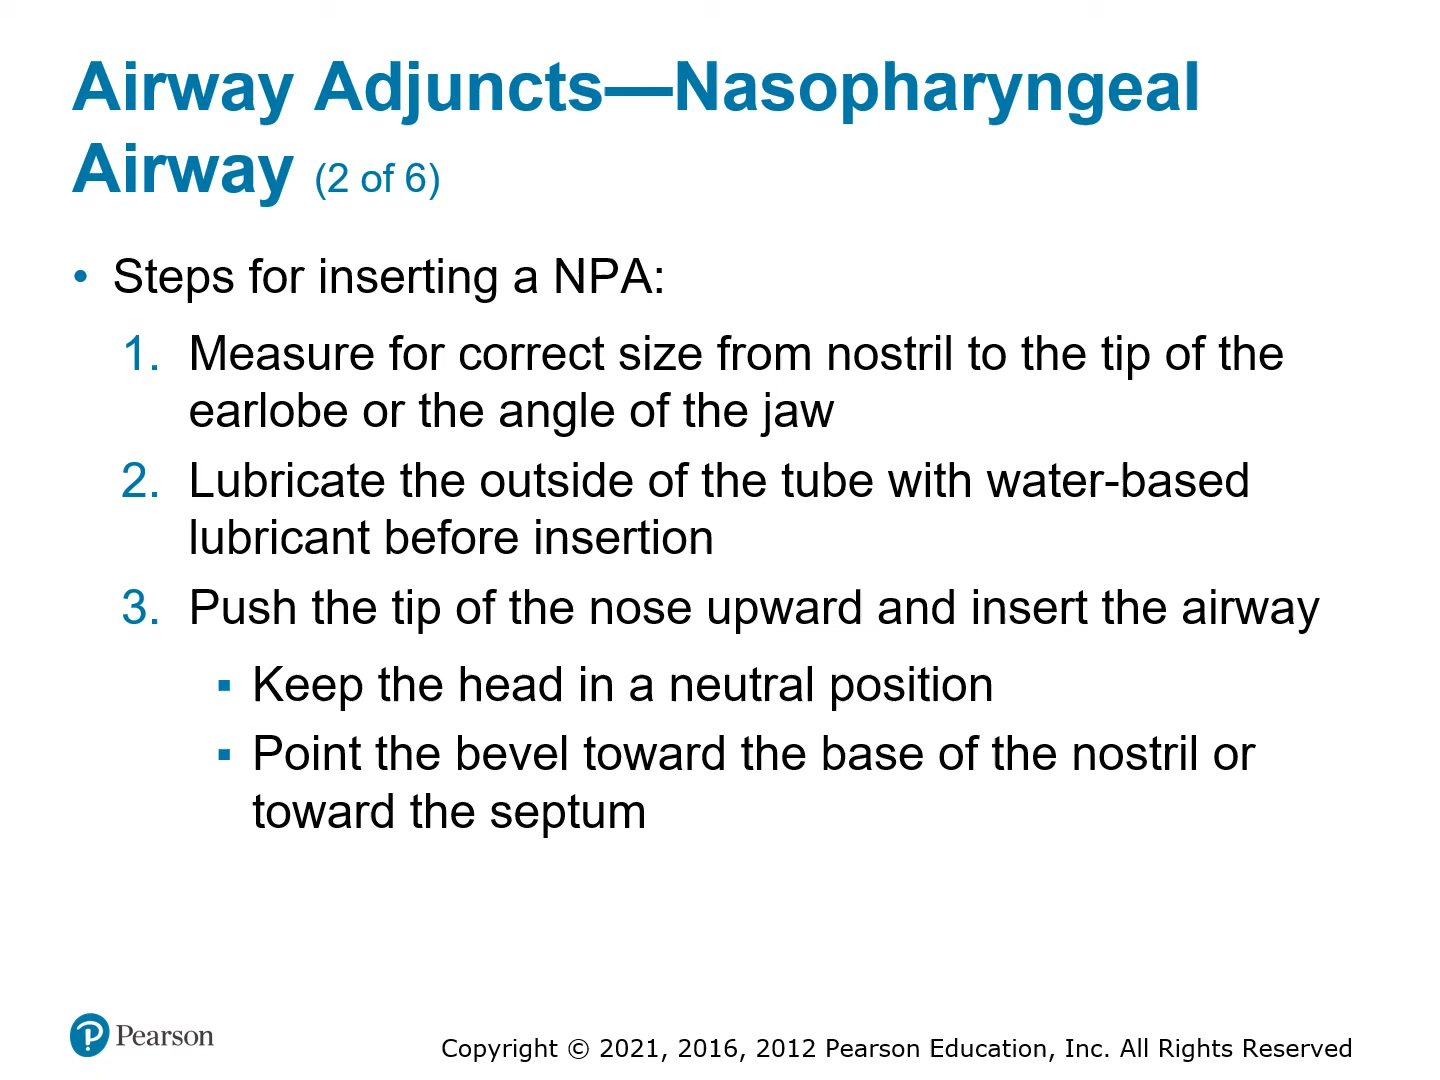 Airway Adjuncts—Nasopharyngeal
Airway (2 of 6)
• Steps for inserting a NPA:
1. Measure for correct size from nostril to the tip of the
earlobe or the angle of the jaw
2. Lubricate the outside of the tube with water-based
lubricant before insertion
3. Push the tip of the nose upward and insert the airway
▪ Keep the head in a neutral position
▪ Point the bevel toward the base of the nostril or
toward the septum
Pearson
Copyright © 2021, 2016, 2012 Pearson Education, Inc. All Rights Reserved